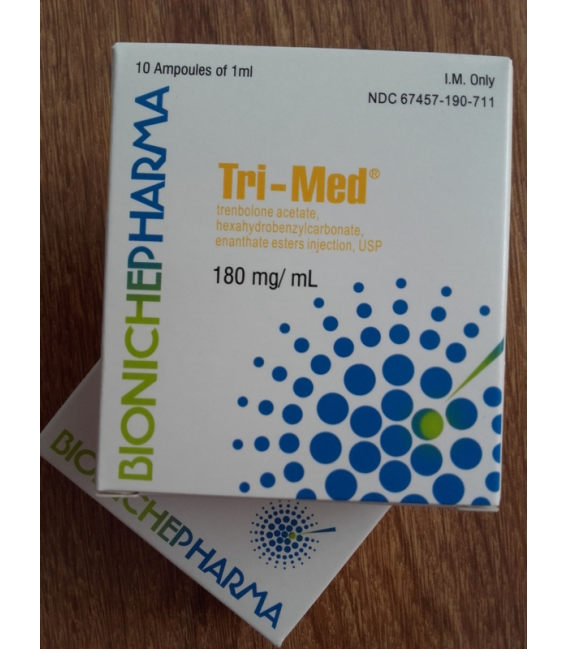 10 Ampoules of 1ml
I.M. Only
NDC 67457-190-711
BIONICHEPHARMA
Tri-Med®
trenbolone acetate,
hexahydrobenzylcarbonate,
enanthate esters injection, USP
180 mg/ mL
BIONICHEPHARMA